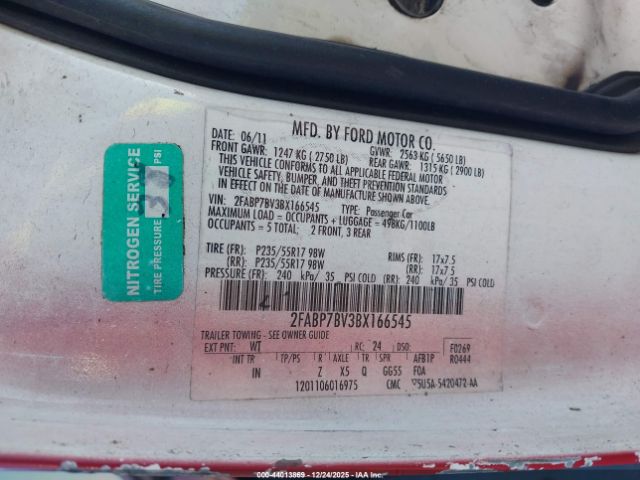 NITROGEN SERVICE
TIRE PRESSURE PSI
MFD. BY FORD MOTOR CO.
DATE: 06/11 GVWR: 2563 KG ( 5650 LB)
FRONT GAWR: 1247 KG ( 2750 LB) REAR GAWR: 1315 KG ( 2900 LB)
THIS VEHICLE CONFORMS TO ALL APPLICABLE FEDERAL MOTOR
VEHICLE SAFETY, BUMPER, AND THEFT PREVENTION STANDARDS
IN EFFECT ON THE DATE OF MANUFACTURE SHOWN ABOVE.
VIN: 2FABP7BV3BX166545 TYPE: Passenger Car
MAXIMUM LOAD = OCCUPANTS + LUGGAGE = 498KG/1100LB
OCCUPANTS = 5 TOTAL; 2 FRONT, 3 REAR
TIRE (FR): P235/55R17 98W RIMS (FR): 17x7.5
(RR): P235/55R17 98W (RR): 17x7.5
PRESSURE (FR): 240 kPa/ 35 PSI COLD (RR): 240 kPa/ 35 PSI COLD
2FABP7BV3BX166545
TRAILER TOWING - SEE OWNER GUIDE
EXT PNT: WT RC: 24 DSO: F0269
INT TR TP/PS R AXLE TR SPR AFB1P R0444
IN Z X5 Q GG55 F0A
1201106016975 CMC 5U5A-5420472-AA
000-44013869 - 12/24/2025 - IAAHQ